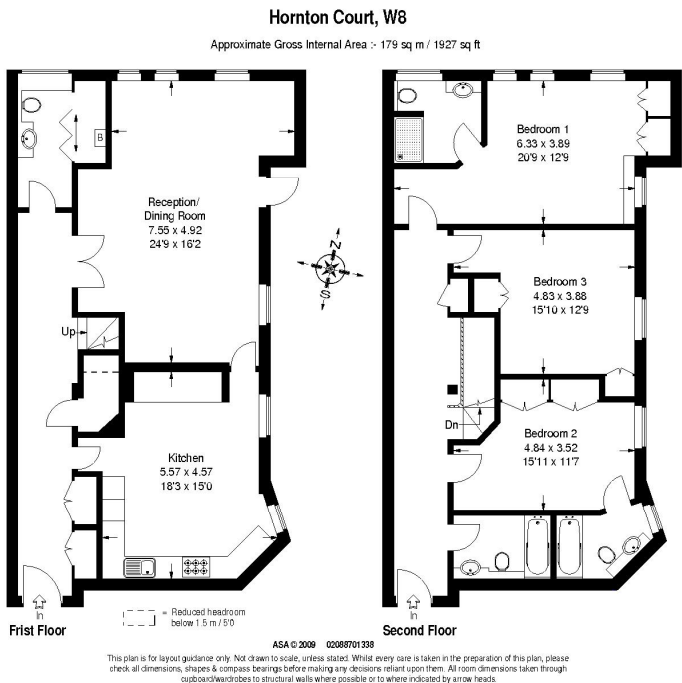 Hornton Court, W8
Approximate Gross Internal Area :- 179 sq m / 1927 sq ft
B
Reception/
Dining Room
7.55 x 4.92
24'9 x 16'2
N
S
Up
Kitchen
5.57 x 4.57
18'3 x 15'0
In
Frist Floor
= Reduced headroom
below 1.5 m / 5'0
Bedroom 1
6.33 x 3.89
20'9 x 12'9
Bedroom 3
4.83 x 3.88
15'10 x 12'9
Dn
Bedroom 2
4.84 x 3.52
15'11 x 11'7
In
Second Floor
ASA © 2009 02088701338
This plan is for layout guidance only. Not drawn to scale, unless stated. Whilst every care is taken in the preparation of this plan, please
check all dimensions, shapes & compass bearings before making any decisions reliant upon them. All room dimensions taken through
cupboard/wardrobes to structural walls where possible or to where indicated by arrow heads.